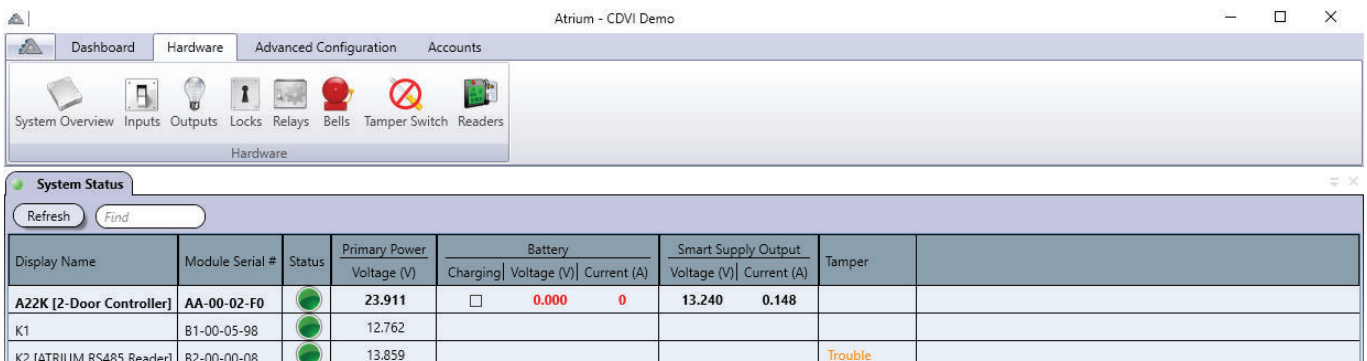 Atrium - CDVI Demo
Dashboard Hardware Advanced Configuration Accounts
System Overview Inputs Outputs Locks Relays Bells Tamper Switch Readers
Hardware
System Status
Refresh Find
Display Name Module Serial # Status Primary Power Battery Smart Supply Output Tamper
Voltage (V) Charging Voltage (V) Current (A) Voltage (V) Current (A)
A22K [2-Door Controller] AA-00-02-F0 23.911 0.000 0 13.240 0.148
K1 B1-00-05-98 12.762
K2 [ATRIUM RS485 Reader] B2-00-00-08 13.859 Trouble